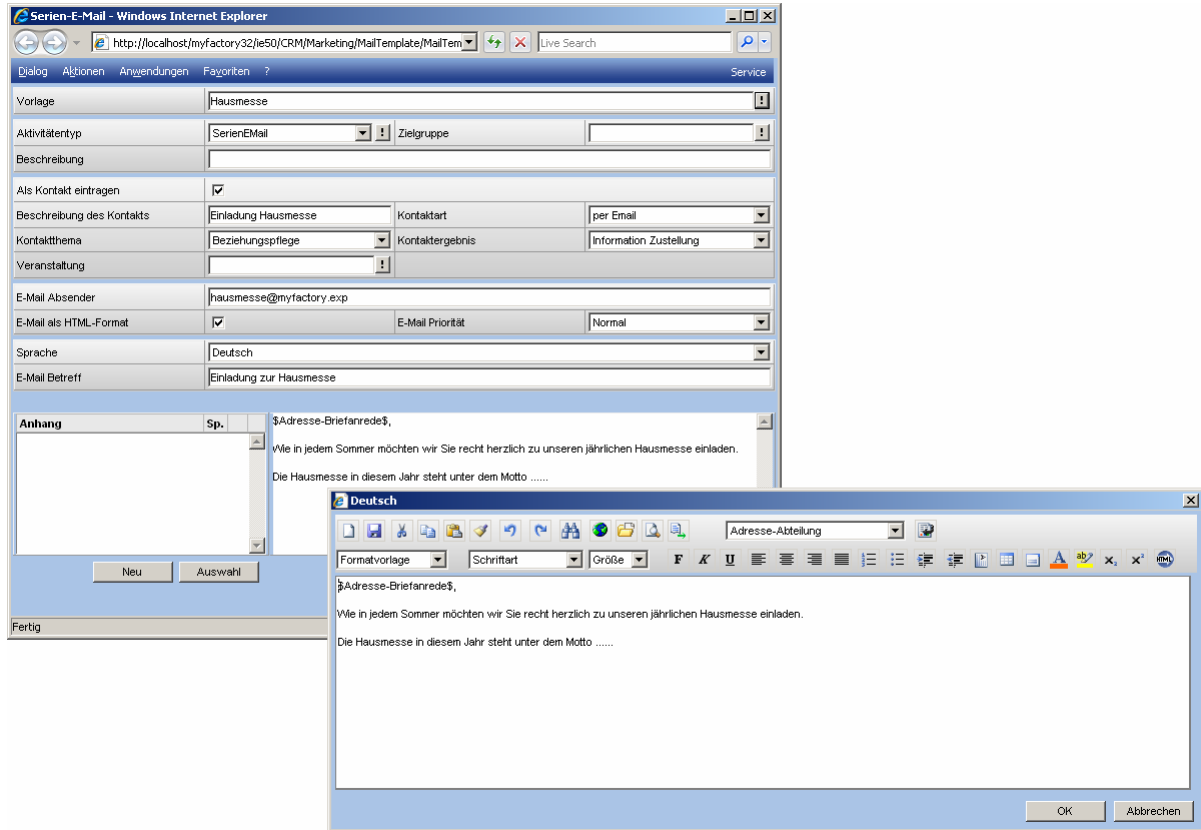 Serien-E-Mail - Windows Internet Explorer
http://localhost/myfactory32/ie50/CRM/Marketing/MailTemplate/MailTem
Live Search
Dialog Aktionen Anwendungen Favoriten ? Service
Vorlage Hausmesse !
Aktivitätentyp SerienEMail ! Zielgruppe !
Beschreibung
Als Kontakt eintragen
Beschreibung des Kontakts Einladung Hausmesse Kontaktart per Email
Kontaktthema Beziehungspflege Kontaktergebnis Information Zustellung
Veranstaltung !
E-Mail Absender hausmesse@myfactory.exp
E-Mail als HTML-Format E-Mail Priorität Normal
Sprache Deutsch
E-Mail Betreff Einladung zur Hausmesse
Anhang Sp.
$Adresse-Briefanrede$,
Wie in jedem Sommer möchten wir Sie recht herzlich zu unseren jährlichen Hausmesse einladen.
Die Hausmesse in diesem Jahr steht unter dem Motto ......
Neu Auswahl
Fertig
Deutsch
Adresse-Abteilung
Formatvorlage Schriftart Größe F K U A ab x₂ x² HTML
$Adresse-Briefanrede$,
Wie in jedem Sommer möchten wir Sie recht herzlich zu unseren jährlichen Hausmesse einladen.
Die Hausmesse in diesem Jahr steht unter dem Motto ......
OK Abbrechen